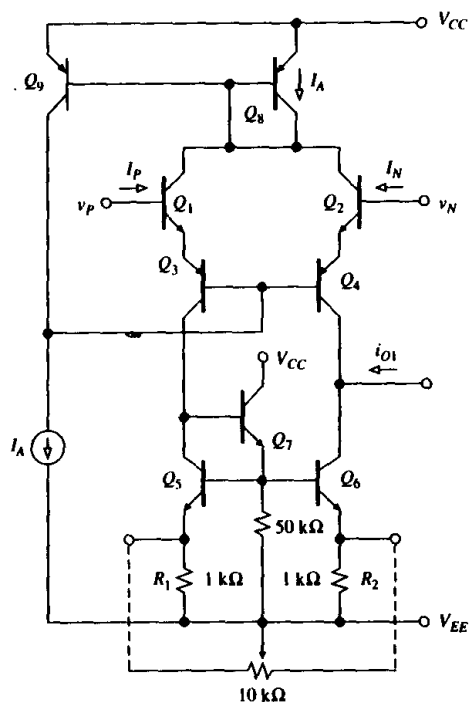 V_CC
Q_9
Q_8
I_A
I_P
I_N
v_P
Q_1
Q_2
v_N
Q_3
Q_4
V_CC
i_O1
I_A
Q_7
Q_5
Q_6
50 kΩ
R_1
1 kΩ
1 kΩ
R_2
V_EE
10 kΩ